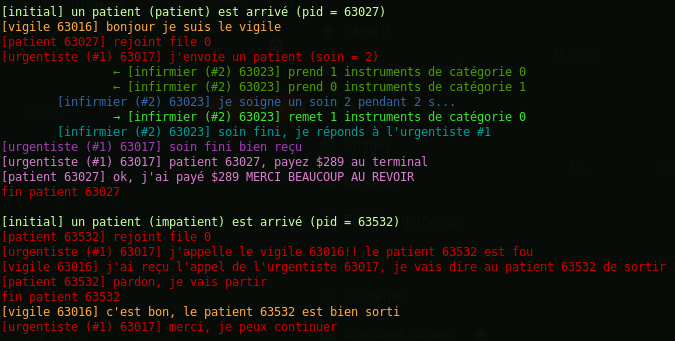 [initial] un patient (patient) est arrivé (pid = 63027)
[vigile 63016] bonjour je suis le vigile
[patient 63027] rejoint file 0
[urgentiste (#1) 63017] j'envoie un patient (soin = 2)
← [infirmier (#2) 63023] prend 1 instruments de catégorie 0
← [infirmier (#2) 63023] prend 0 instruments de catégorie 1
[infirmier (#2) 63023] je soigne un soin 2 pendant 2 s...
→ [infirmier (#2) 63023] remet 1 instruments de catégorie 0
[infirmier (#2) 63023] soin fini, je réponds à l'urgentiste #1
[urgentiste (#1) 63017] soin fini bien reçu
[urgentiste (#1) 63017] patient 63027, payez $289 au terminal
[patient 63027] ok, j'ai payé $289 MERCI BEAUCOUP AU REVOIR
fin patient 63027
[initial] un patient (impatient) est arrivé (pid = 63532)
[patient 63532] rejoint file 0
[urgentiste (#1) 63017] j'appelle le vigile 63016!! le patient 63532 est fou
[vigile 63016] j'ai reçu l'appel de l'urgentiste 63017, je vais dire au patient 63532 de sortir
[patient 63532] pardon, je vais partir
fin patient 63532
[vigile 63016] c'est bon, le patient 63532 est bien sorti
[urgentiste (#1) 63017] merci, je peux continuer